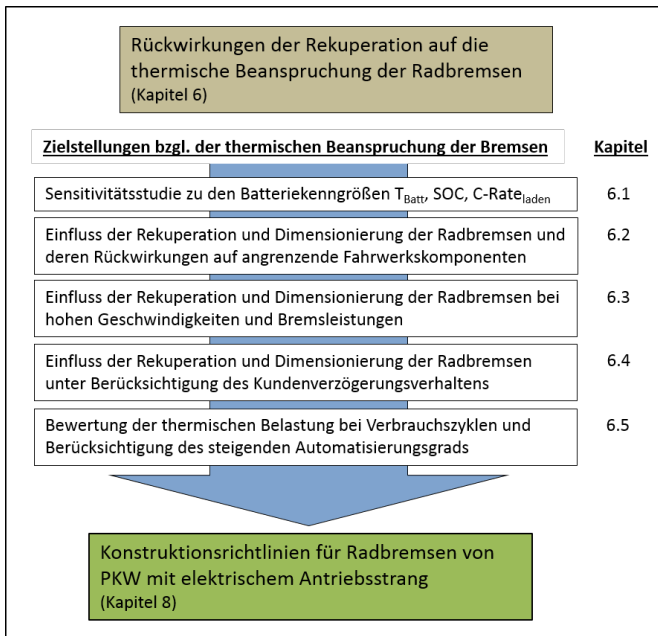 Rückwirkungen der Rekuperation auf die
thermische Beanspruchung der Radbremsen
(Kapitel 6)
Zielstellungen bzgl. der thermischen Beanspruchung der Bremsen Kapitel
Sensitivitätsstudie zu den Batteriekenngrößen T_Batt, SOC, C-Rate_laden 6.1
Einfluss der Rekuperation und Dimensionierung der Radbremsen und 6.2
deren Rückwirkungen auf angrenzende Fahrwerkskomponenten
Einfluss der Rekuperation und Dimensionierung der Radbremsen bei 6.3
hohen Geschwindigkeiten und Bremsleistungen
Einfluss der Rekuperation und Dimensionierung der Radbremsen 6.4
unter Berücksichtigung des Kundenverzögerungsverhaltens
Bewertung der thermischen Belastung bei Verbrauchszyklen und 6.5
Berücksichtigung des steigenden Automatisierungsgrads
Konstruktionsrichtlinien für Radbremsen von
PKW mit elektrischem Antriebsstrang
(Kapitel 8)